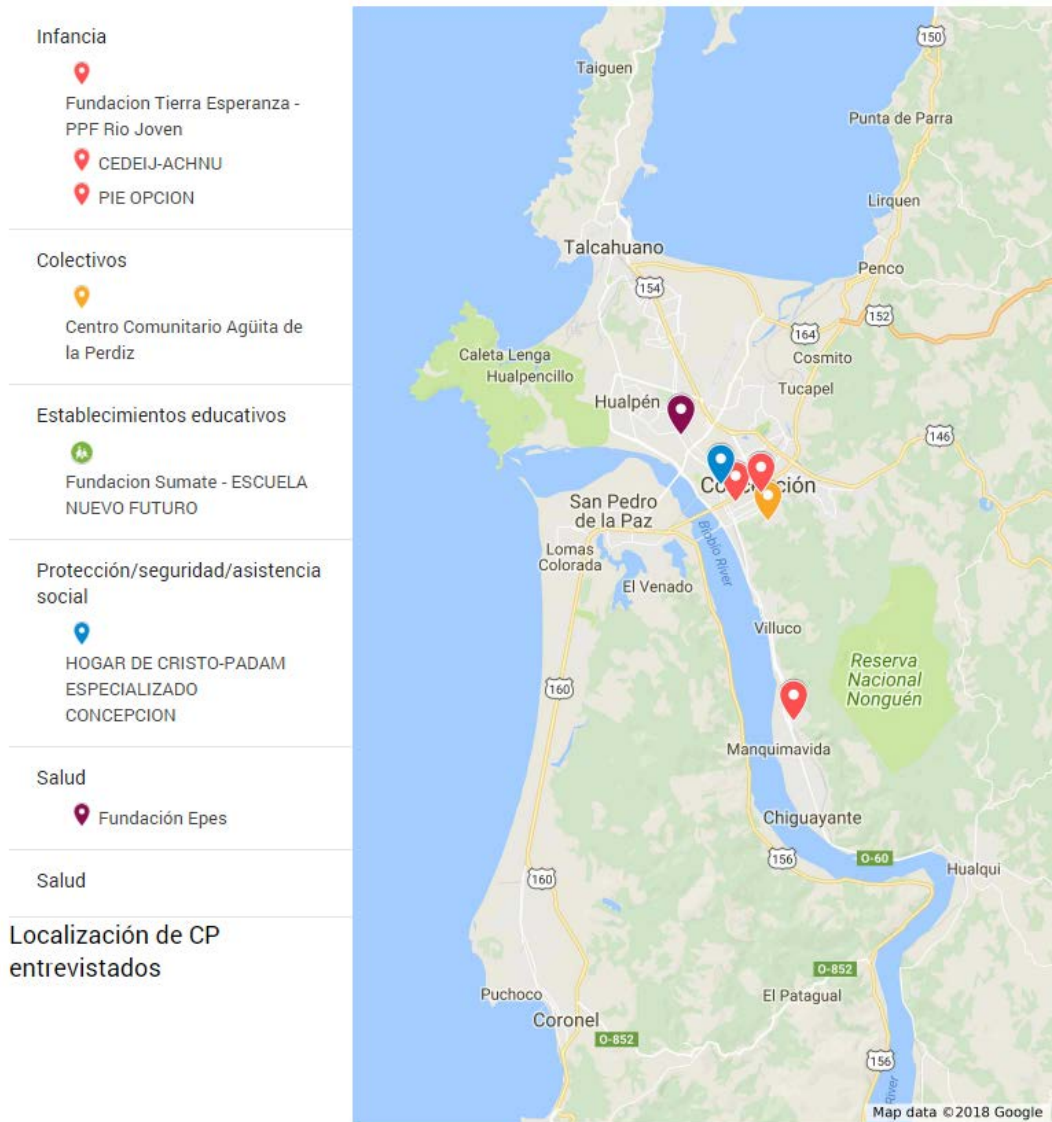 Infancia
Fundacion Tierra Esperanza -
PPF Rio Joven
CEDEIJ-ACHNU
PIE OPCION
Colectivos
Centro Comunitario Agüita de
la Perdiz
Establecimientos educativos
Fundacion Sumate - ESCUELA
NUEVO FUTURO
Protección/seguridad/asistencia
social
HOGAR DE CRISTO-PADAM
ESPECIALIZADO
CONCEPCION
Salud
Fundación Epes
Salud
Localización de CP
entrevistados
150
Taiguen
Punta de Parra
Lirquen
Talcahuano
Penco
154
152
164
Caleta Lenga
Cosmito
Hualpencillo
Tucapel
Hualpén
146
Concepción
San Pedro
de la Paz
Biobío River
Lomas
Colorada
El Venado
Villuco
Reserva
Nacional
Nonguén
160
Manquimavida
Chiguayante
156
O-60
Hualqui
160
O-852
Puchoco
El Patagual
Coronel
O-852
156
River
Map data ©2018 Google